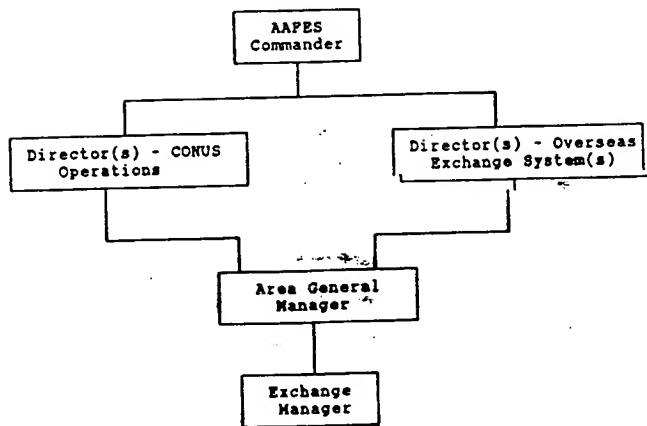 AAFES
Commander
Director(s) - CONUS
Operations
Director(s) - Overseas
Exchange System(s)
Area General
Manager
Exchange
Manager